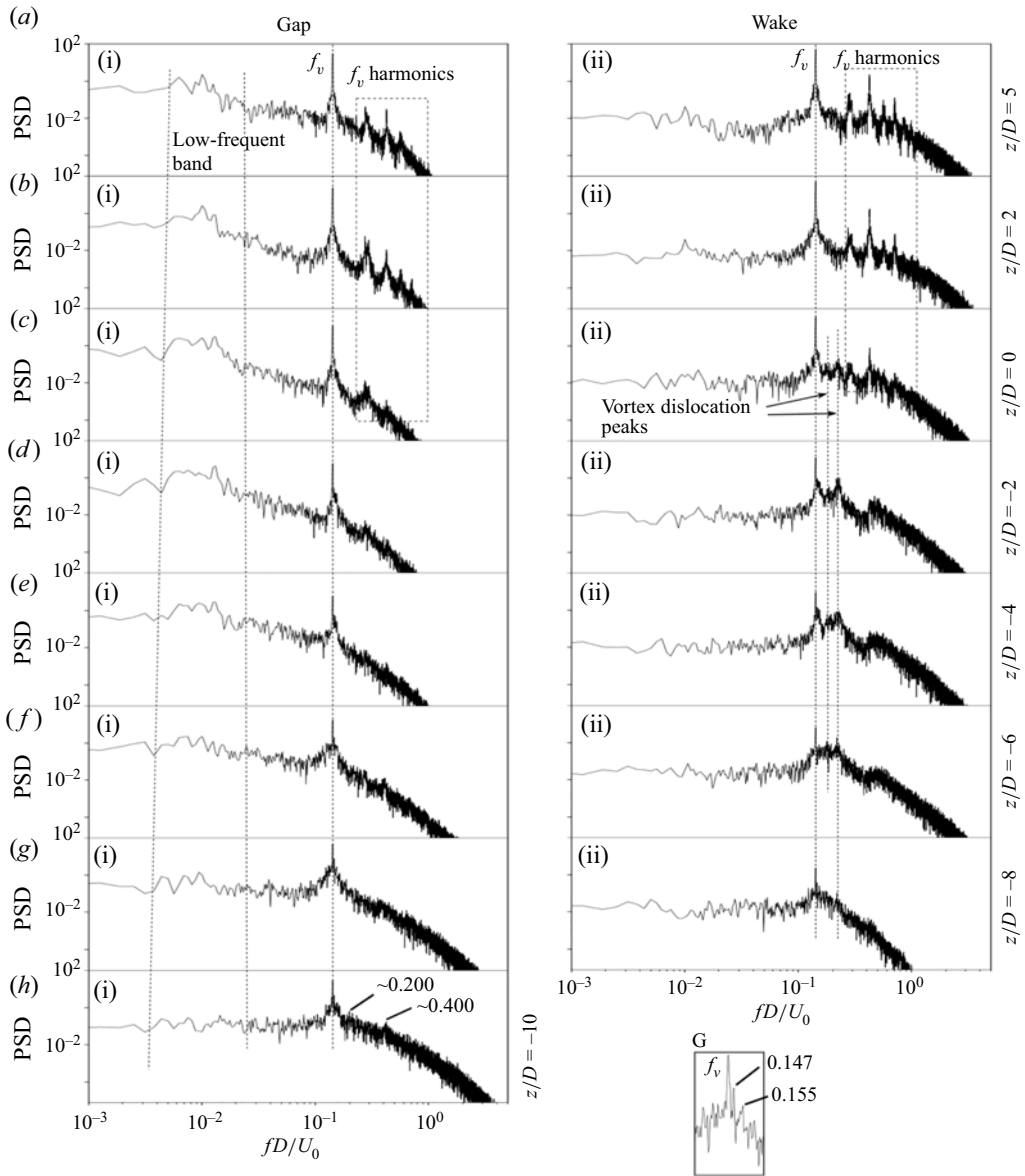 (a)
Gap
Wake
10^2
(i)
f_v
f_v harmonics
(ii)
f_v
f_v harmonics
PSD
10^–2
Low-frequent
band
z/D = 5
10^2
(b)
(i)
(ii)
PSD
10^–2
z/D = 2
10^2
(c)
(i)
(ii)
PSD
10^–2
Vortex dislocation
peaks
z/D = 0
10^2
(d)
(i)
(ii)
PSD
10^–2
z/D = –2
10^2
(e)
(i)
(ii)
PSD
10^–2
z/D = –4
10^2
(f)
(i)
(ii)
PSD
10^–2
z/D = –6
10^2
(g)
(i)
(ii)
PSD
10^–2
z/D = –8
10^2
10^–3
10^–2
10^–1
10^0
fD/U_0
(h)
(i)
~0.200
~0.400
PSD
10^–2
z/D = –10
10^–3
10^–2
10^–1
10^0
fD/U_0
G
f_v
0.147
0.155